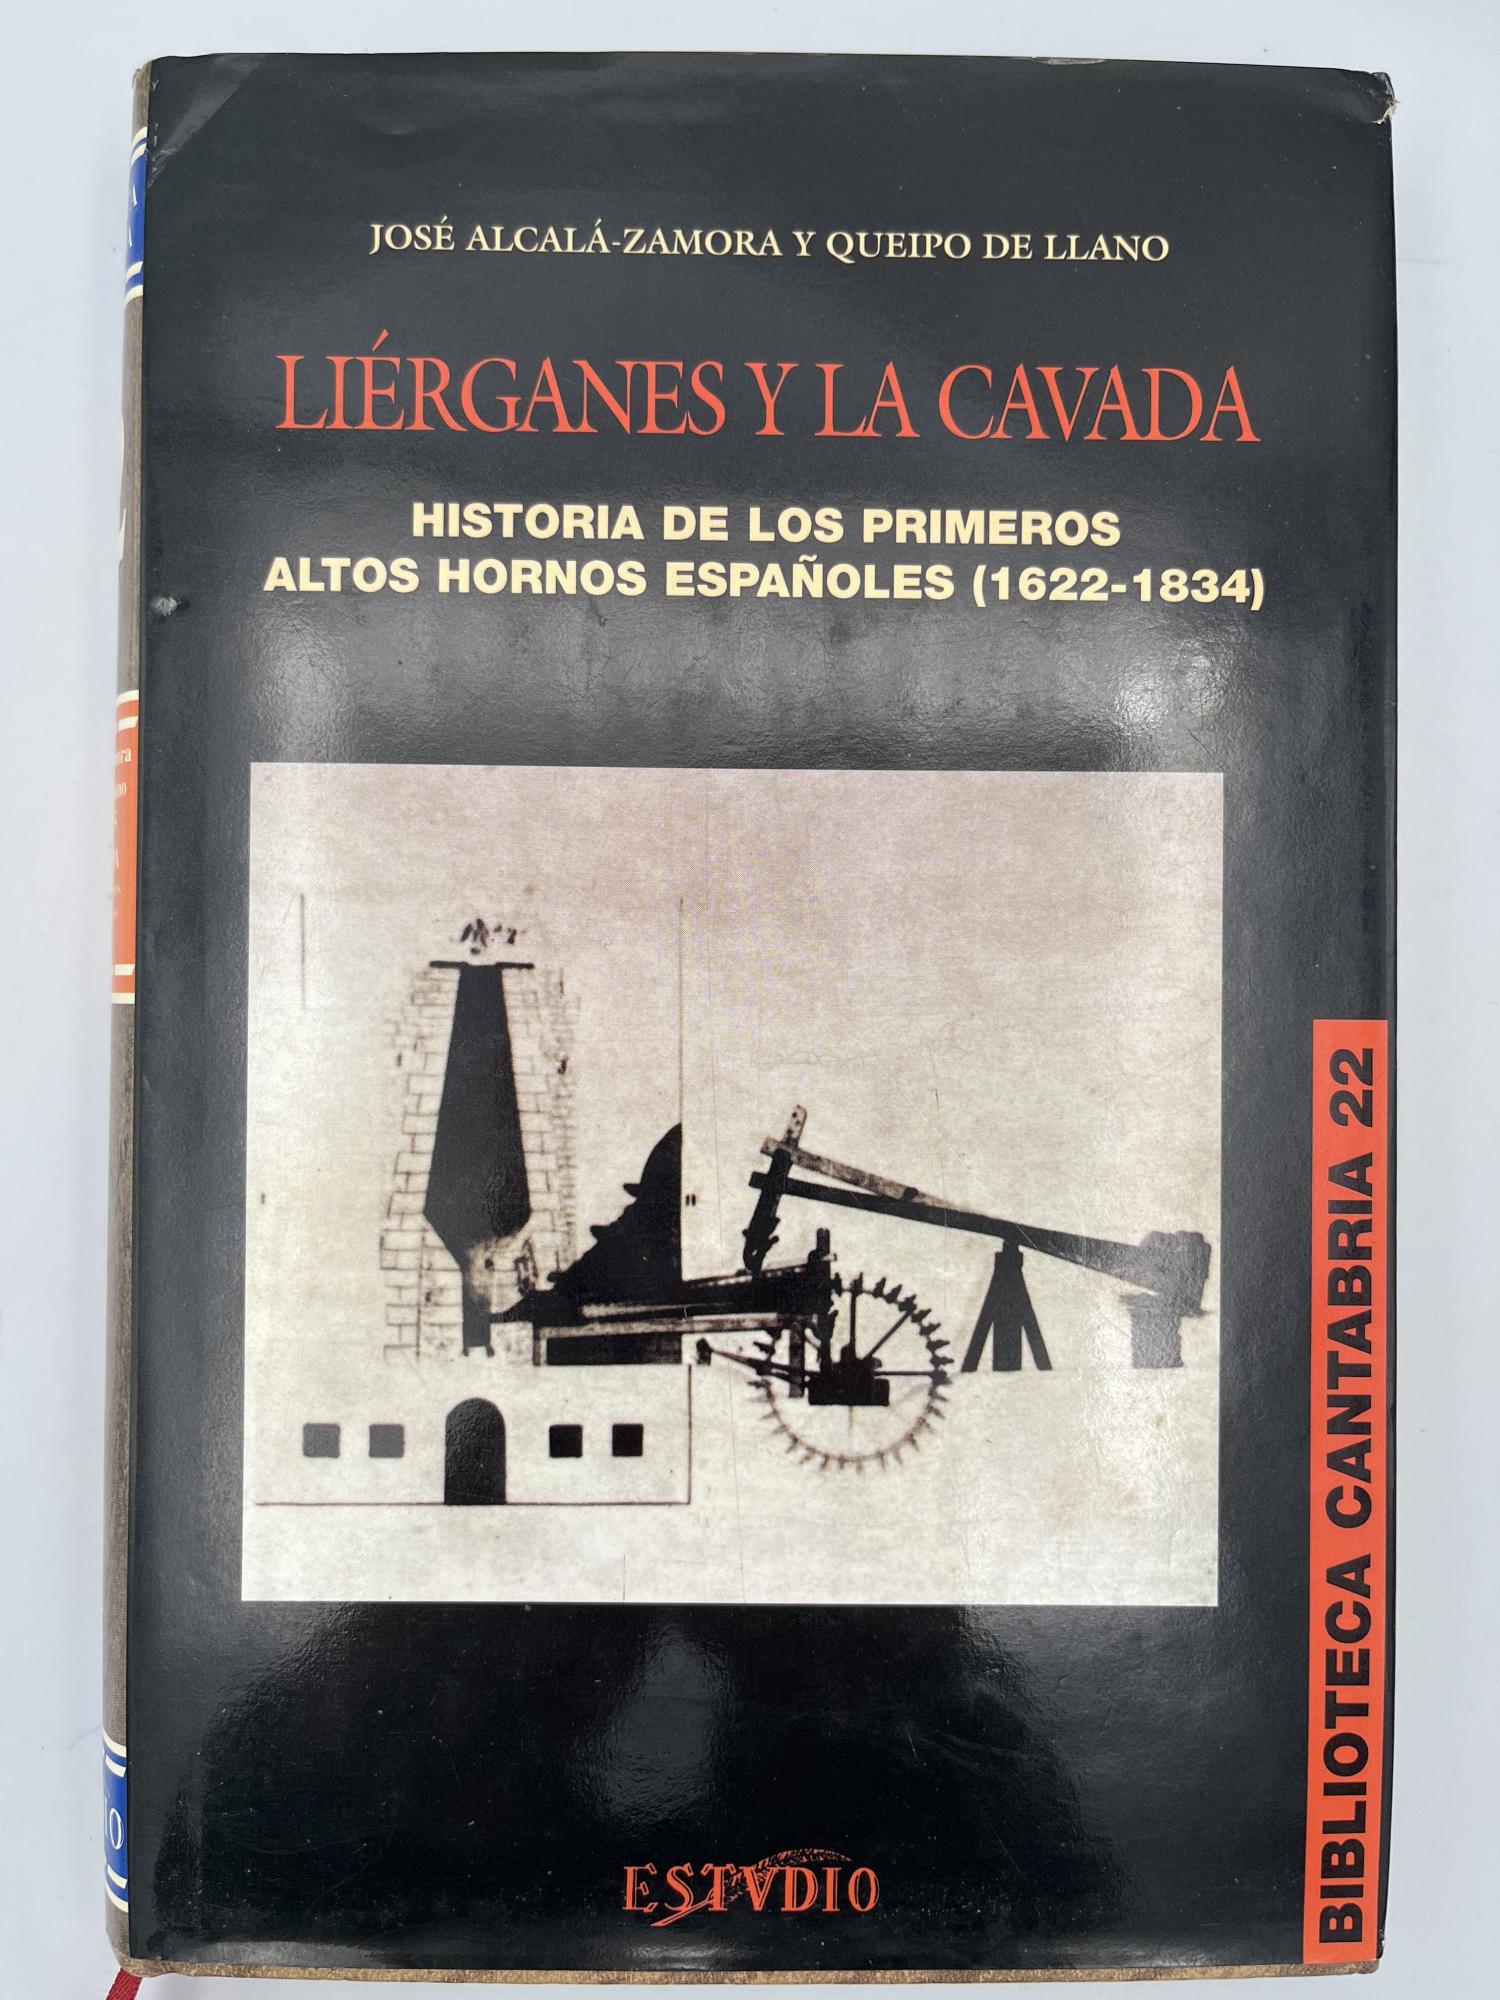 JOSÉ ALCALÁ-ZAMORA Y QUEIPO DE LLANO
LIÉRGANES Y LA CAVADA
HISTORIA DE LOS PRIMEROS
ALTOS HORNOS ESPAÑOLES (1622-1834)
BIBLIOTECA CANTABRIA 22
ESTVDIO